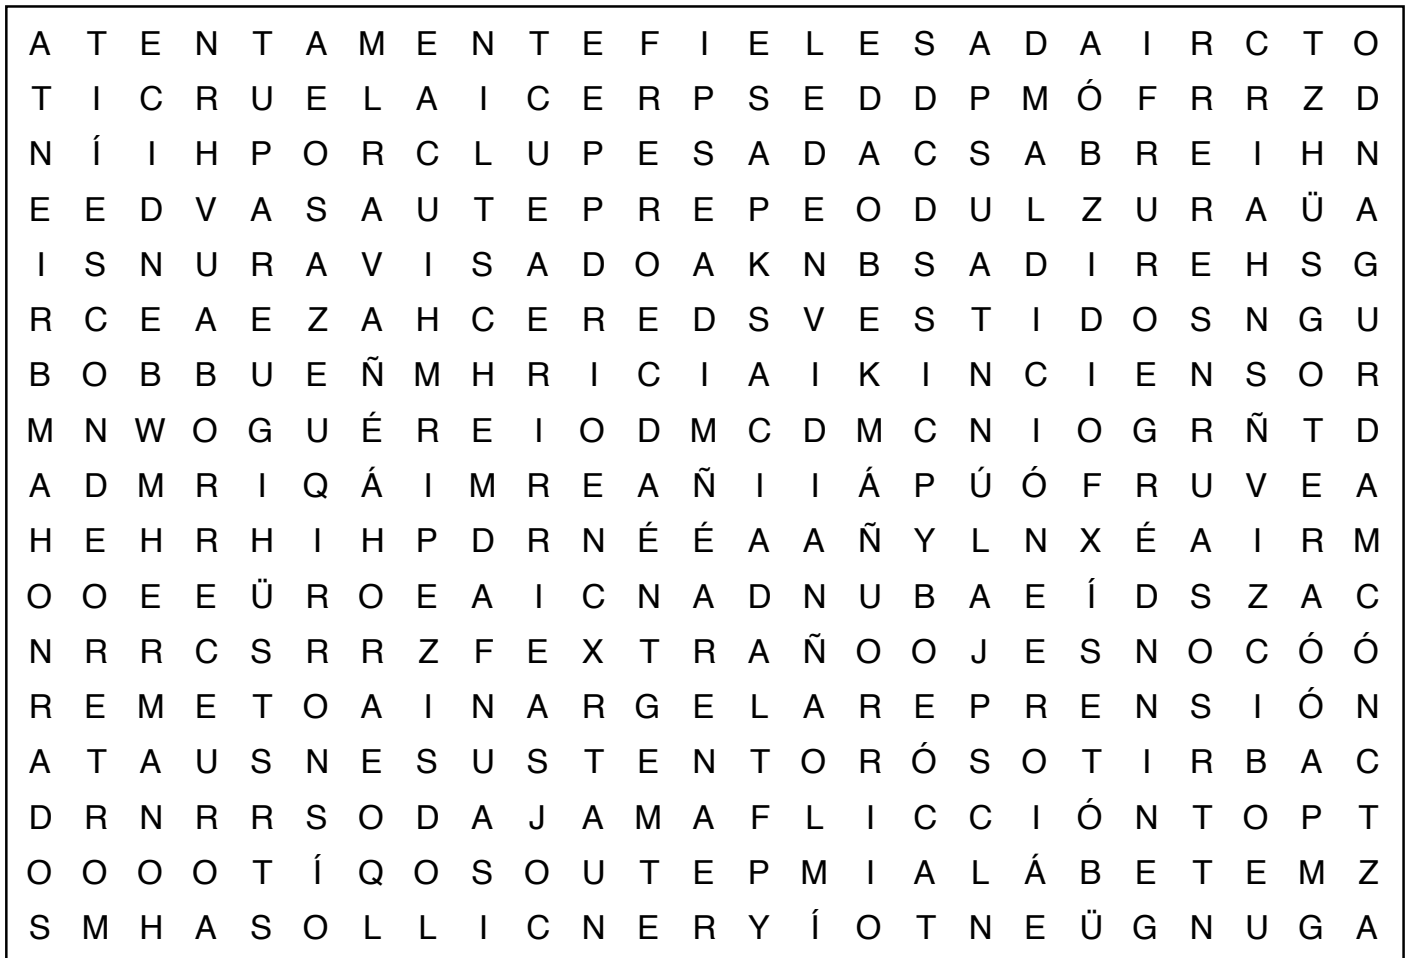 A T E N T A M E N T E F I E L E S A D A I R C T O
T I C R U E L A I C E R P S E D D P M Ó F R R Z D
N Í I H P O R C L U P E S A D A C S A B R E I H N
E E D V A S A U T E P R E P E O D U L Z U R A Ü A
I S N U R A V I S A D O A K N B S A D I R E H S G
R C E A E Z A H C E R E D S V E S T I D O S N G U
B O B B U E Ñ M H R I C I A I K I N C I E N S O R
M N W O G U É R E I O D M C D M C N I O G R Ñ T D
A D M R I Q Á I M R E A Ñ I I Á P Ú Ó F R U V E A
H E H R H I H P D R N É É A A Ñ Y L N X É A I R M
O O E E Ü R O E A I C N A D N U B A E Í D S Z A C
N R R C S R R Z F E X T R A Ñ O O J E S N O C Ó Ó
R E M E T O A I N A R G E L A R E P R E N S I Ó N
A T A U S N E S U S T E N T O R Ó S O T I R B A C
D R N R R S O D A J A M A F L I C C I Ó N T O P T
O O O O T Í Q O S O U T E P M I A L Á B E T E M Z
S M H A S O L L I C N E R Y Í O T N E Ü G N U G A